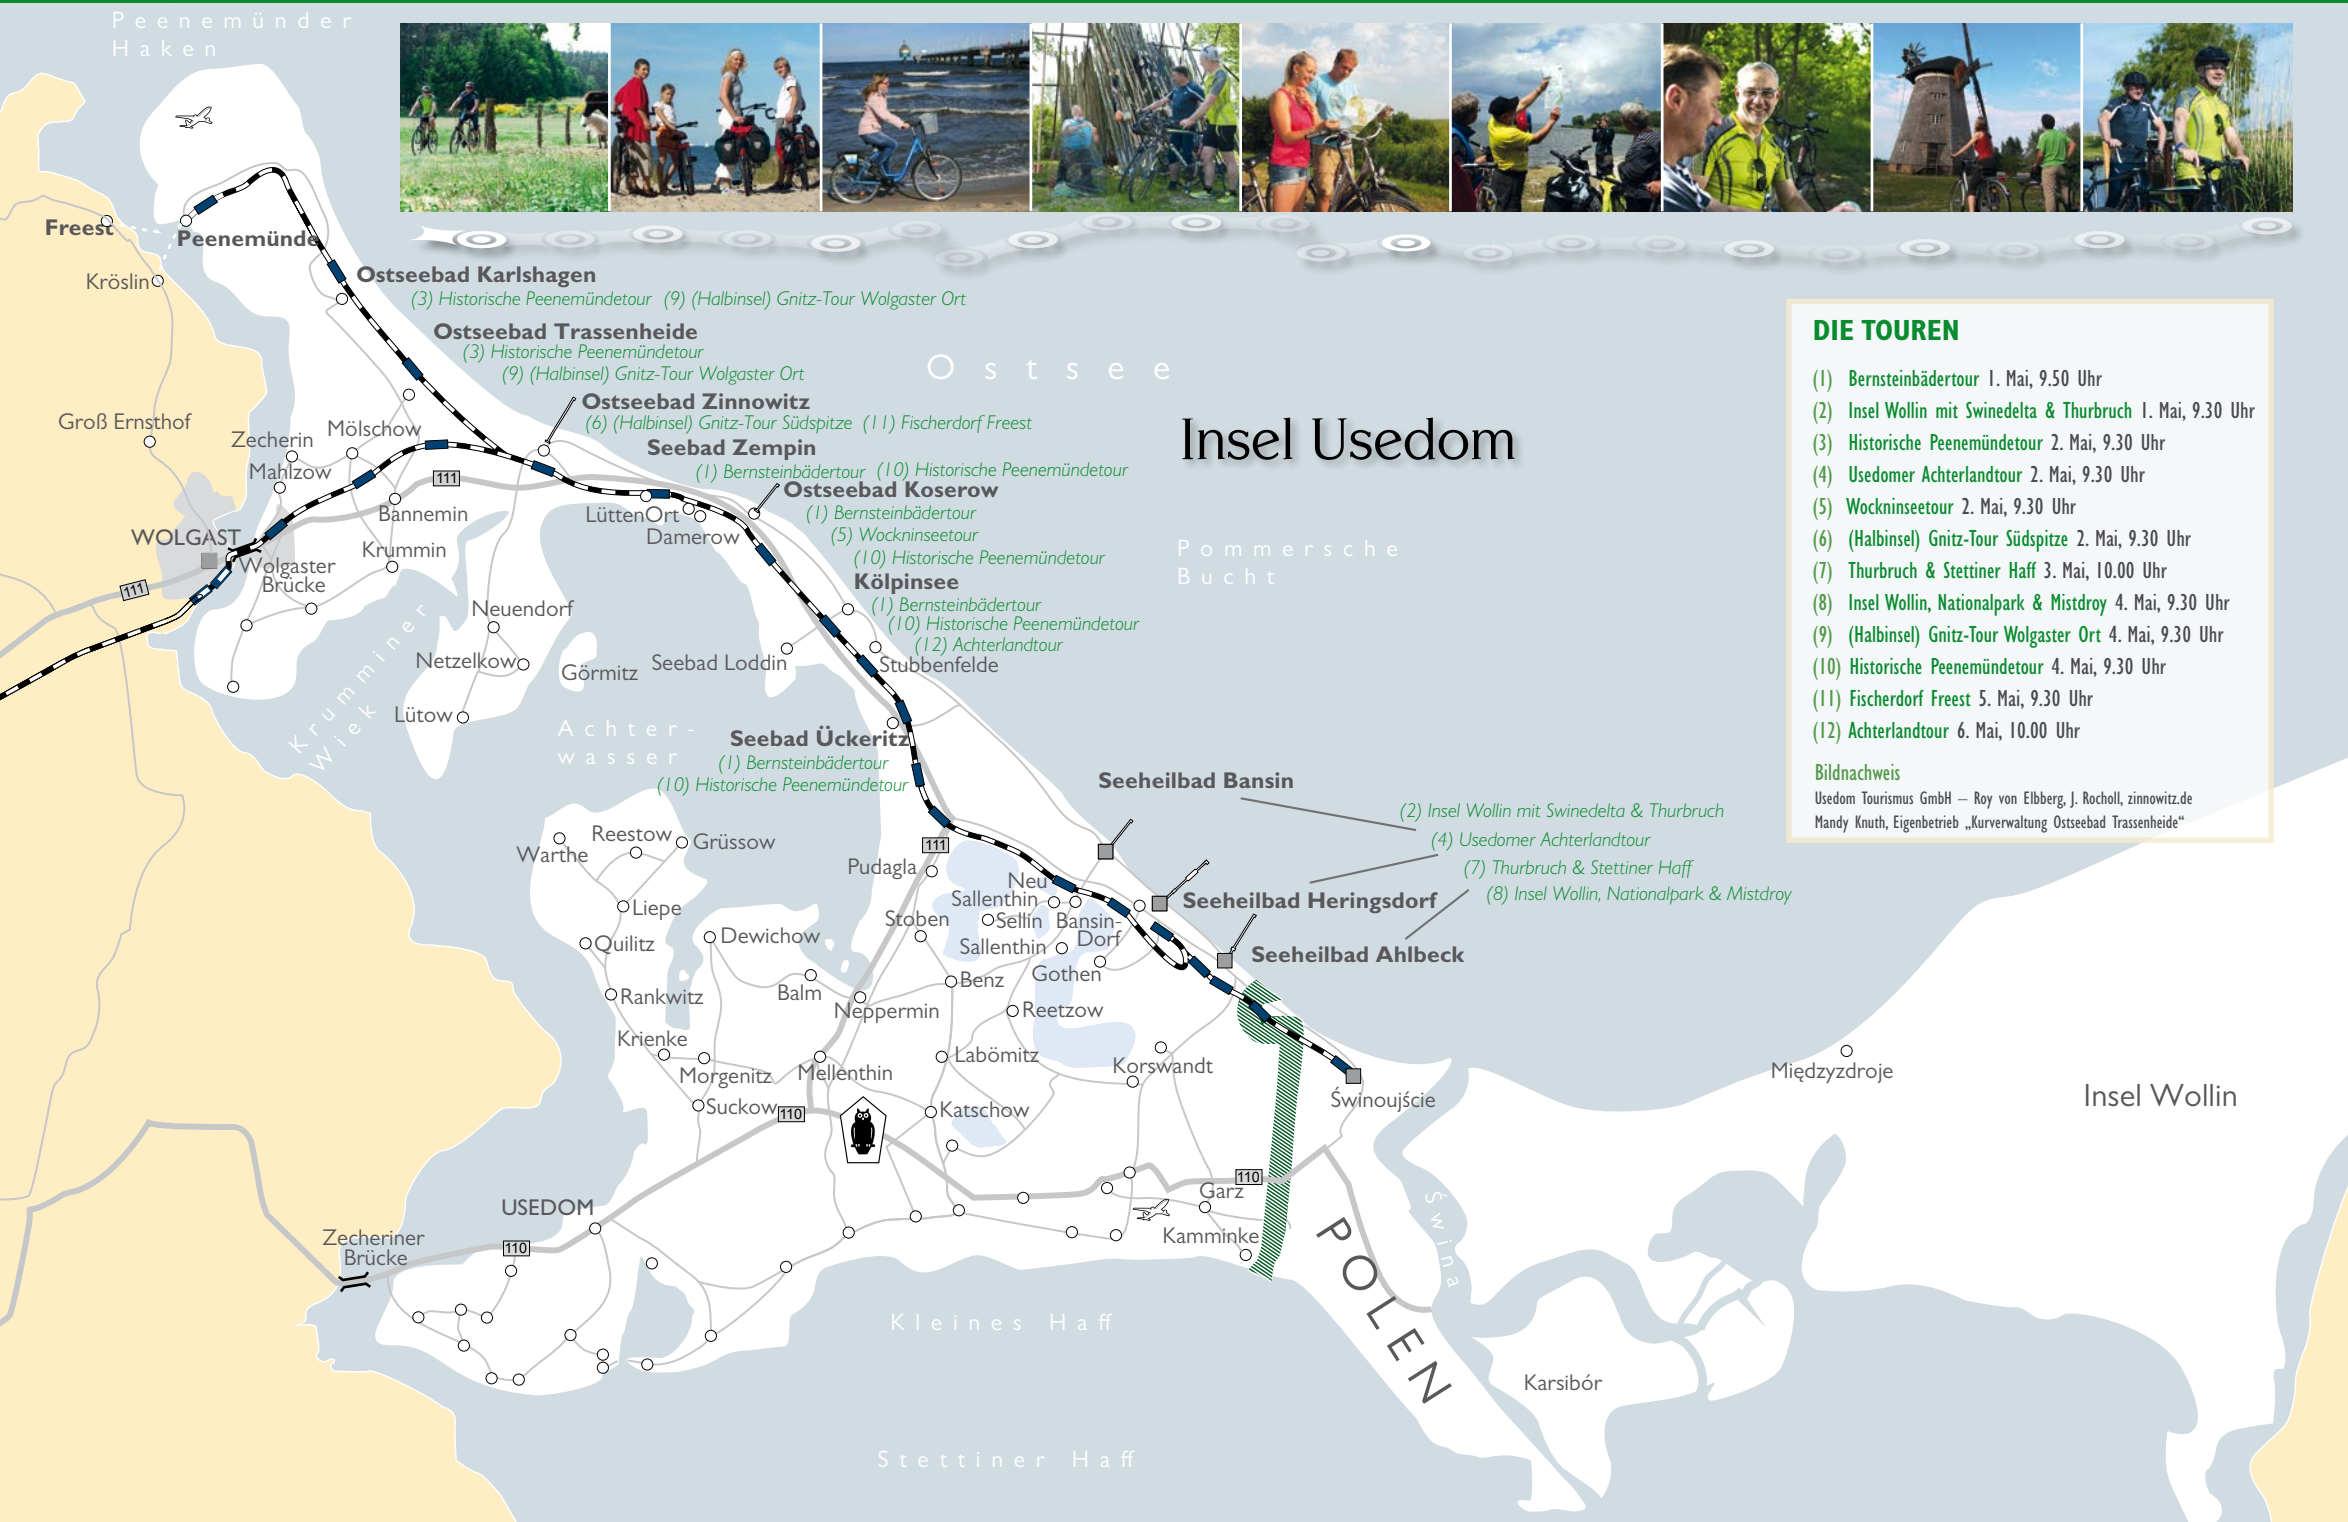 Peenemünder
Haken
Freest
Peenemünde
Kröslin
Ostseebad Karlshagen
(3) Historische Peenemündetour (9) (Halbinsel) Gnitz-Tour Wolgaster Ort
Ostseebad Trassenheide
(3) Historische Peenemündetour
(9) (Halbinsel) Gnitz-Tour Wolgaster Ort
Ostsee
Ostseebad Zinnowitz
(6) (Halbinsel) Gnitz-Tour Südspitze (11) Fischerdorf Freest
Insel Usedom
Groß Ernsthof
Zecherin
Mölschow
Mahlzow
111
Seebad Zempin
(1) Bernsteinbädertour (10) Historische Peenemündetour
Ostseebad Koserow
(1) Bernsteinbädertour
(5) Wockninseetour
(10) Historische Peenemündetour
Bannemin
LüttenOrt
Damerow
WOLGAST
Wolgaster
Brücke
Krummin
111
Pommersche
Bucht
Kölpinsee
(1) Bernsteinbädertour
(10) Historische Peenemündetour
(12) Achterlandtour
Neuendorf
Netzelkow
Görmitz
Seebad Loddin
Stubbenfelde
Lütow
Krumminer
Wiek
Achter-
wasser
Seebad Ückeritz
(1) Bernsteinbädertour
(10) Historische Peenemündetour
DIE TOUREN
(1) Bernsteinbädertour 1. Mai, 9.50 Uhr
(2) Insel Wollin mit Swinedelta & Thurbruch 1. Mai, 9.30 Uhr
(3) Historische Peenemündetour 2. Mai, 9.30 Uhr
(4) Usedomer Achterlandtour 2. Mai, 9.30 Uhr
(5) Wockninseetour 2. Mai, 9.30 Uhr
(6) (Halbinsel) Gnitz-Tour Südspitze 2. Mai, 9.30 Uhr
(7) Thurbruch & Stettiner Haff 3. Mai, 10.00 Uhr
(8) Insel Wollin, Nationalpark & Mistdroy 4. Mai, 9.30 Uhr
(9) (Halbinsel) Gnitz-Tour Wolgaster Ort 4. Mai, 9.30 Uhr
(10) Historische Peenemündetour 4. Mai, 9.30 Uhr
(11) Fischerdorf Freest 5. Mai, 9.30 Uhr
(12) Achterlandtour 6. Mai, 10.00 Uhr
Bildnachweis
Usedom Tourismus GmbH – Roy von Elbberg, J. Rocholl, zinnowitz.de
Mandy Knuth, Eigenbetrieb „Kurverwaltung Ostseebad Trassenheide“
Seeheilbad Bansin
(2) Insel Wollin mit Swinedelta & Thurbruch
(4) Usedomer Achterlandtour
(7) Thurbruch & Stettiner Haff
(8) Insel Wollin, Nationalpark & Mistdroy
Seeheilbad Heringsdorf
Seeheilbad Ahlbeck
Warthe
Reestow
Grüssow
111
Pudagla
Neu
Sallenthin
Liepe
Stoben
Sellin
Bansin-
Dorf
Quilitz
Dewichow
Sallenthin
Gothen
Balm
Benz
Rankwitz
Neppermin
Reetzow
Krienke
Labömitz
Morgenitz
Mellenthin
Korswandt
Suckow
110
Katschow
Świnoujście
Międzyzdroje
Insel Wollin
110
Garz
Kamminke
USEDOM
110
Zecheriner
Brücke
Świna
POLEN
Kleines Haff
Karsibór
Stettiner Haff